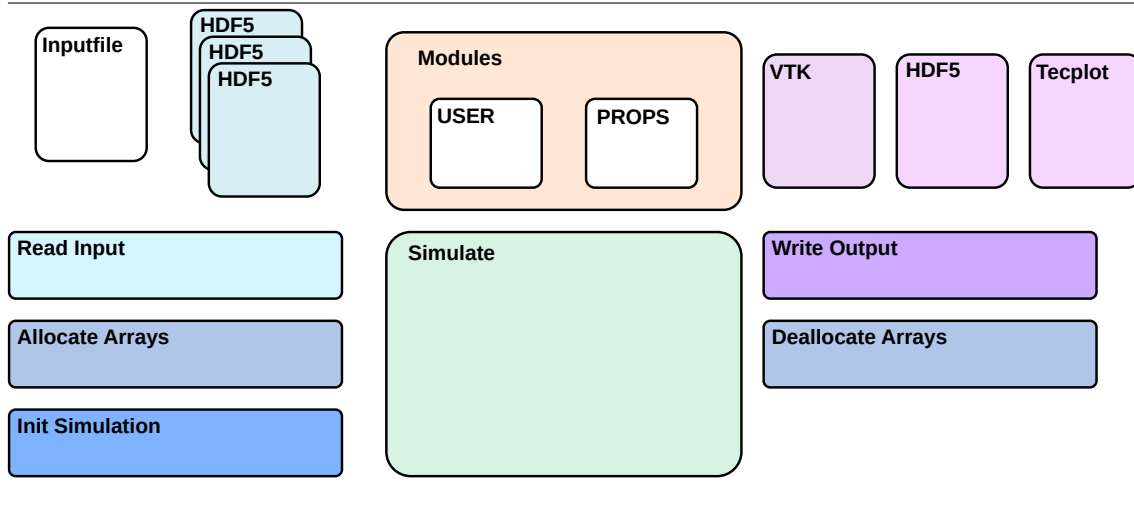 Inputfile
HDF5
HDF5
HDF5
Modules
USER
PROPS
VTK
HDF5
Tecplot
Read Input
Allocate Arrays
Init Simulation
Simulate
Write Output
Deallocate Arrays